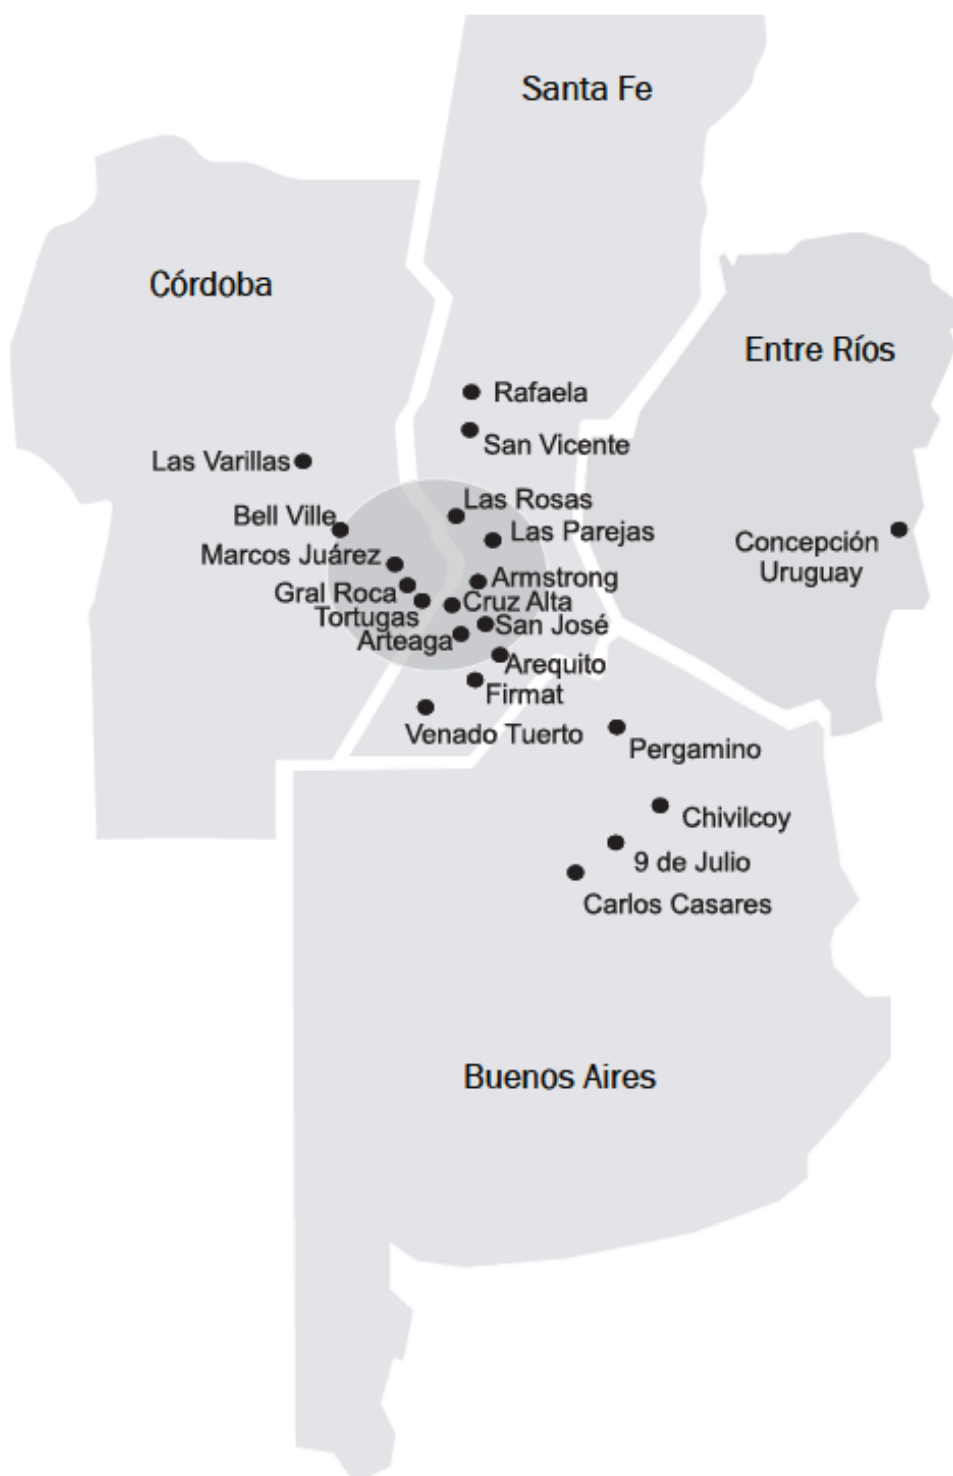 Santa Fe
Córdoba
Entre Ríos
Rafaela
San Vicente
Las Varillas
Las Rosas
Bell Ville
Las Parejas
Concepción
Uruguay
Marcos Juárez
Armstrong
Gral Roca
Cruz Alta
Tortugas
San José
Arteaga
Arequito
Firmat
Venado Tuerto
Pergamino
Chivilcoy
9 de Julio
Carlos Casares
Buenos Aires